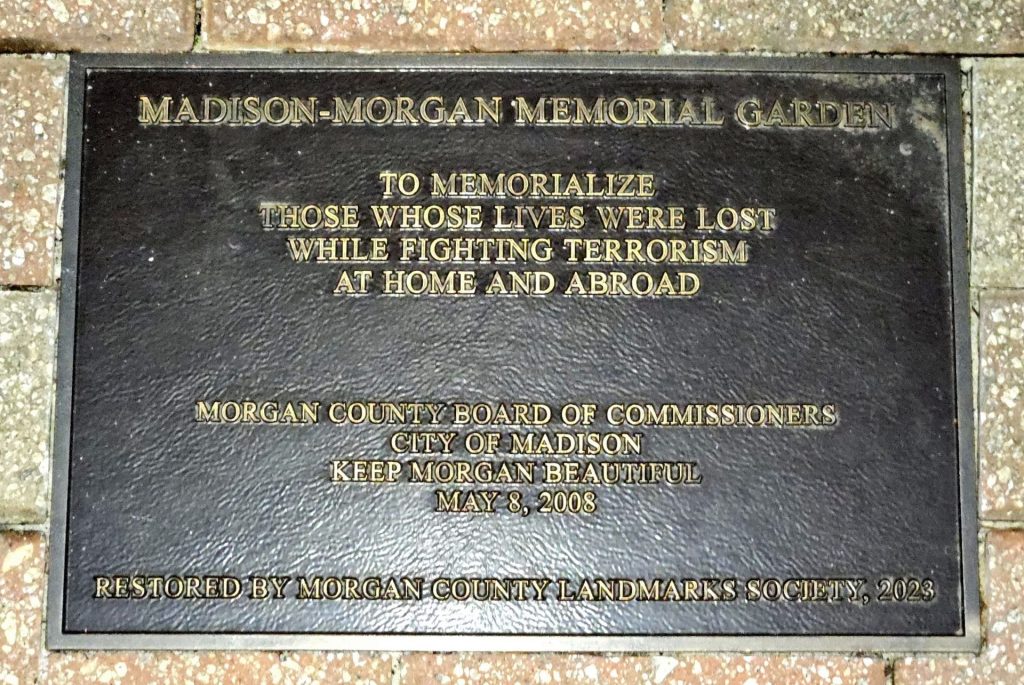 MADISON-MORGAN MEMORIAL GARDEN
TO MEMORIALIZE
THOSE WHOSE LIVES WERE LOST
WHILE FIGHTING TERRORISM
AT HOME AND ABROAD
MORGAN COUNTY BOARD OF COMMISSIONERS
CITY OF MADISON
KEEP MORGAN BEAUTIFUL
MAY 8, 2008
RESTORED BY MORGAN COUNTY LANDMARKS SOCIETY, 2023